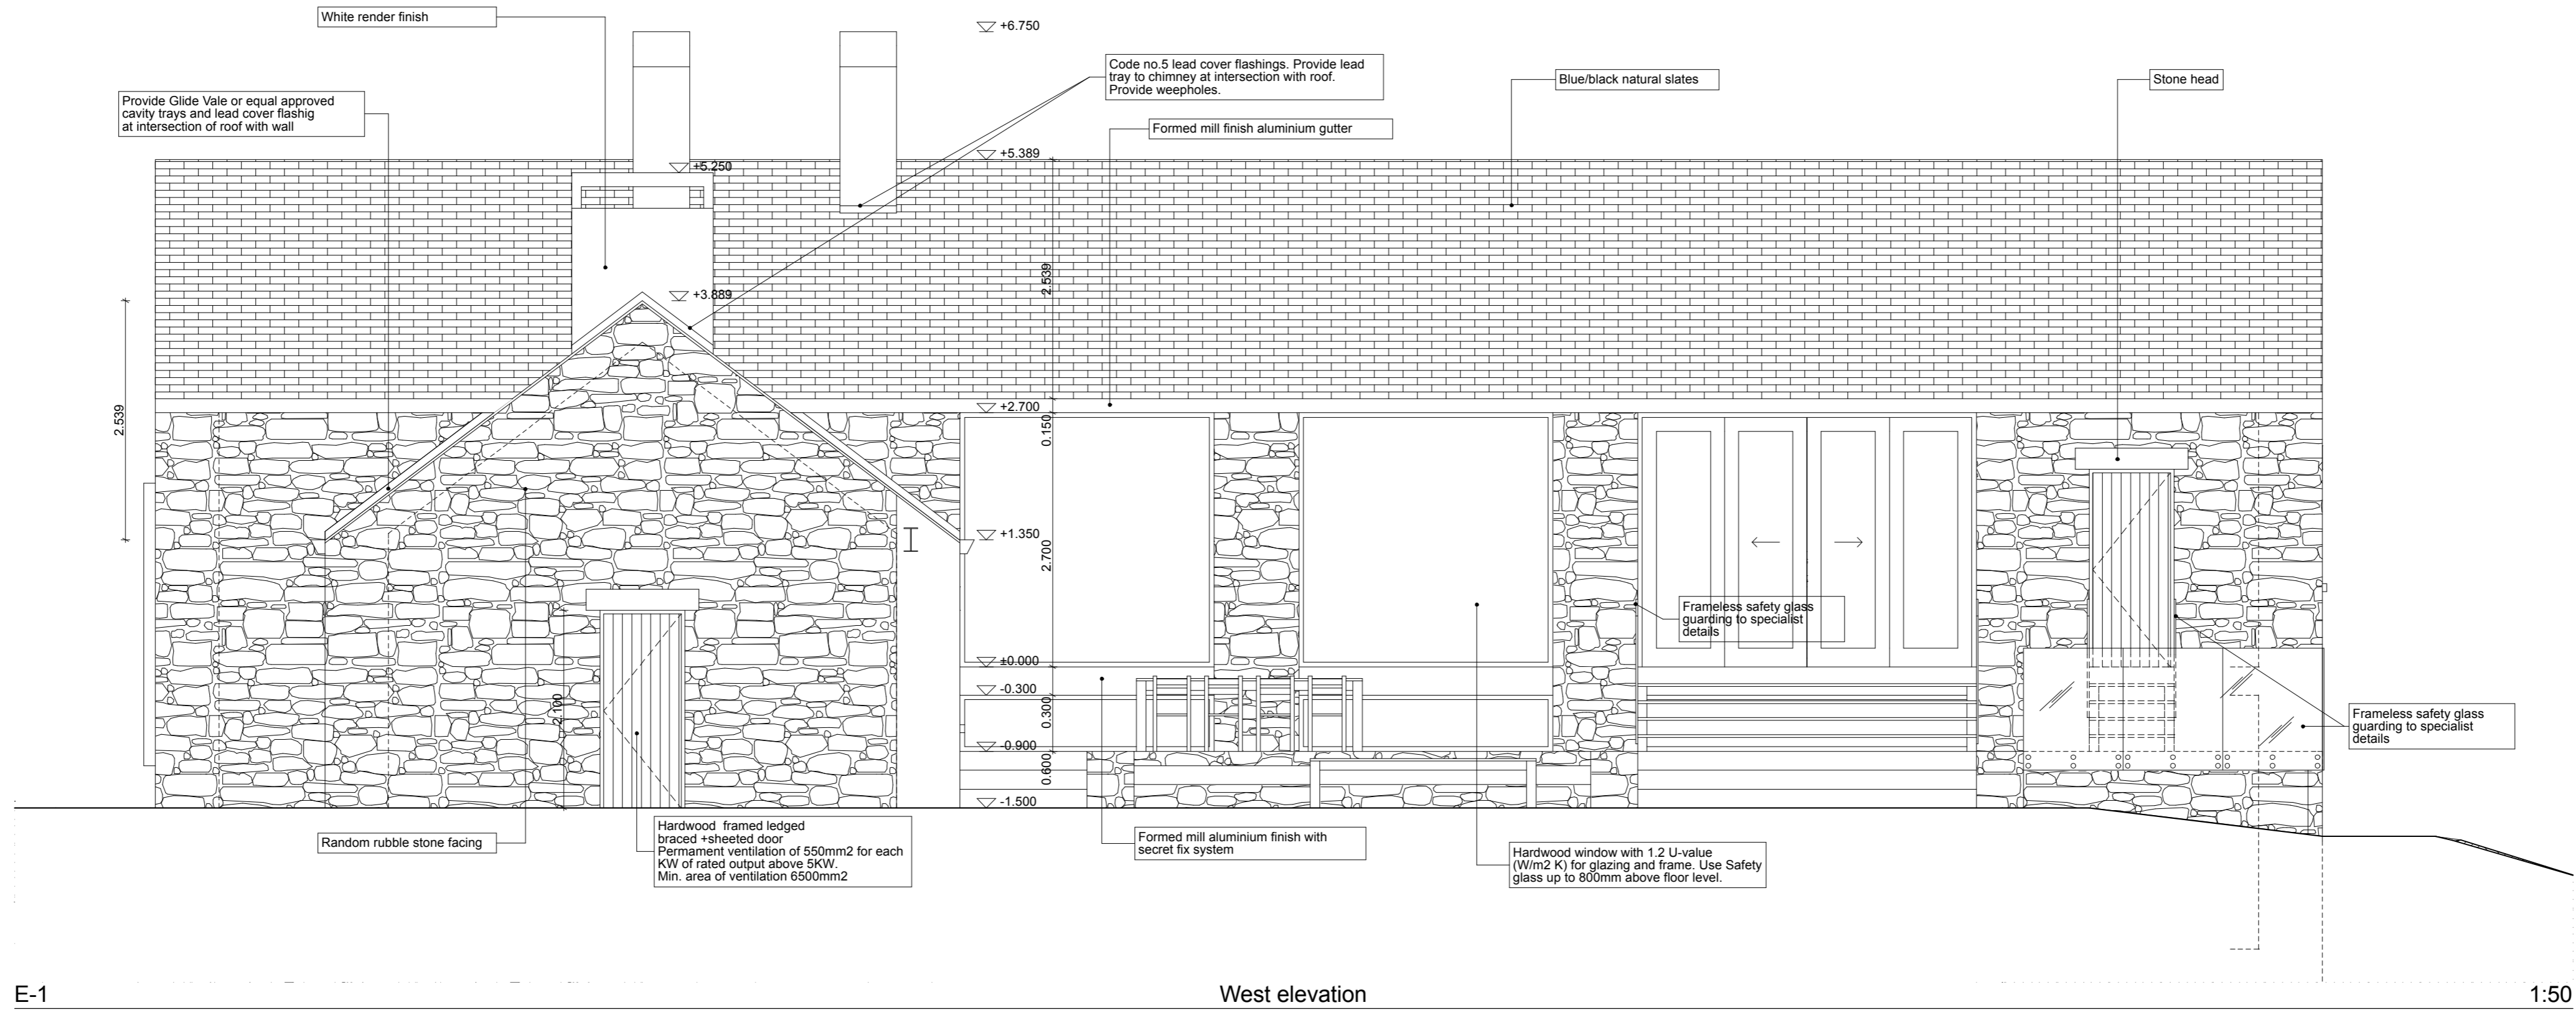 White render finish
+6.750
Code no.5 lead cover flashings. Provide lead
tray to chimney at intersection with roof.
Provide weepholes.
Blue/black natural slates
Stone head
Provide Glide Vale or equal approved
cavity trays and lead cover flashig
at intersection of roof with wall
Formed mill finish aluminium gutter
+5.389
+5.250
2.539
+3.889
2.539
+2.700
0.150
+1.350
2.700
Frameless safety glass
guarding to specialist
details
±0.000
-0.300
0.300
2.100
-0.900
0.600
-1.500
Frameless safety glass
guarding to specialist
details
Random rubble stone facing
Hardwood framed ledged
braced +sheeted door
Permament ventilation of 550mm2 for each
KW of rated output above 5KW.
Min. area of ventilation 6500mm2
Formed mill aluminium finish with
secret fix system
Hardwood window with 1.2 U-value
(W/m2 K) for glazing and frame. Use Safety
glass up to 800mm above floor level.
E-1
West elevation
1:50